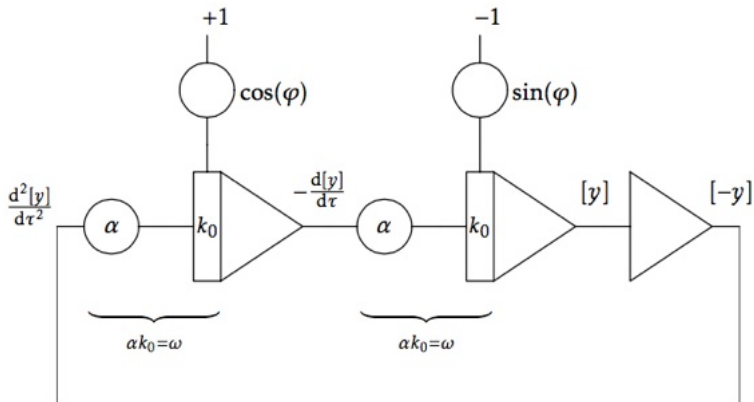 +1
-1
cos(φ)
sin(φ)
d²[y]/dτ²
α
k₀
-d[y]/dτ
α
k₀
[y]
[-y]
αk₀=ω
αk₀=ω